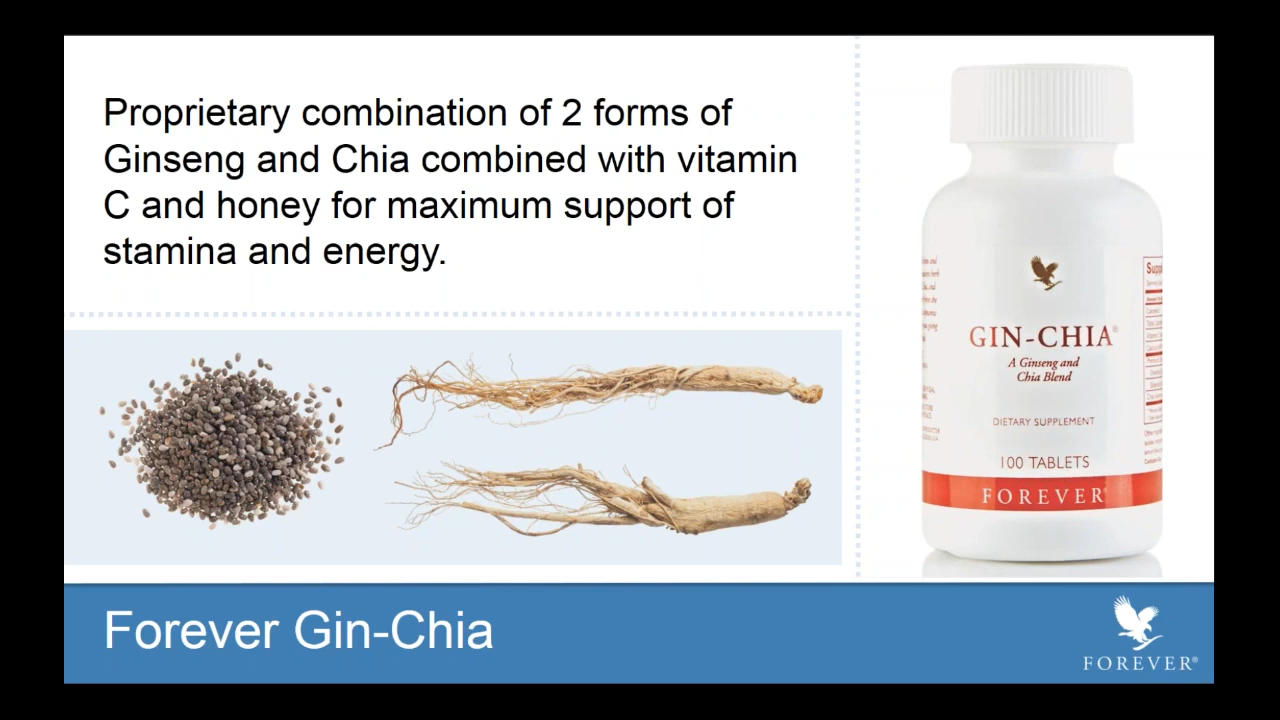 Proprietary combination of 2 forms of
Ginseng and Chia combined with vitamin
C and honey for maximum support of
stamina and energy.
GIN-CHIA®
A Ginseng and
Chia Blend
DIETARY SUPPLEMENT
100 TABLETS
FOREVER
Forever Gin-Chia
FOREVER®